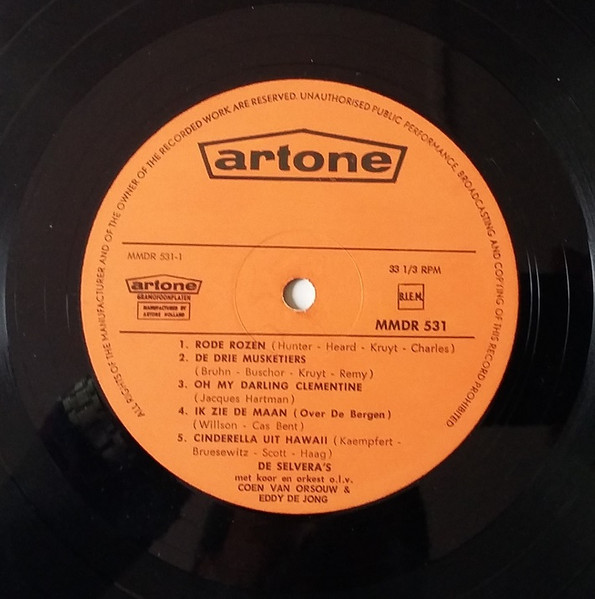 ALL RIGHTS OF THE MANUFACTURER AND OF THE OWNER OF THE RECORDED WORK ARE RESERVED. UNAUTHORISED PUBLIC PERFORMANCE, BROADCASTING AND COPYING OF THIS RECORD PROHIBITED
artone
MMDR 531-1
33 1/3 RPM
artone
GRAMOFOONPLATEN
MANUFACTURED BY
ARTONE HOLLAND
B.I.E.M.
MMDR 531
1. RODE ROZEN (Hunter - Heard - Kruyt - Charles)
2. DE DRIE MUSKETIERS
(Bruhn - Buschor - Kruyt - Remy)
3. OH MY DARLING CLEMENTINE
(Jacques Hartman)
4. IK ZIE DE MAAN (Over De Bergen)
(Willson - Cas Bent)
5. CINDERELLA UIT HAWAII (Kaempfert -
Bruesewitz - Scott - Haag)
DE SELVERA'S
met koor en orkest o.l.v.
COEN VAN ORSOUW &
EDDY DE JONG